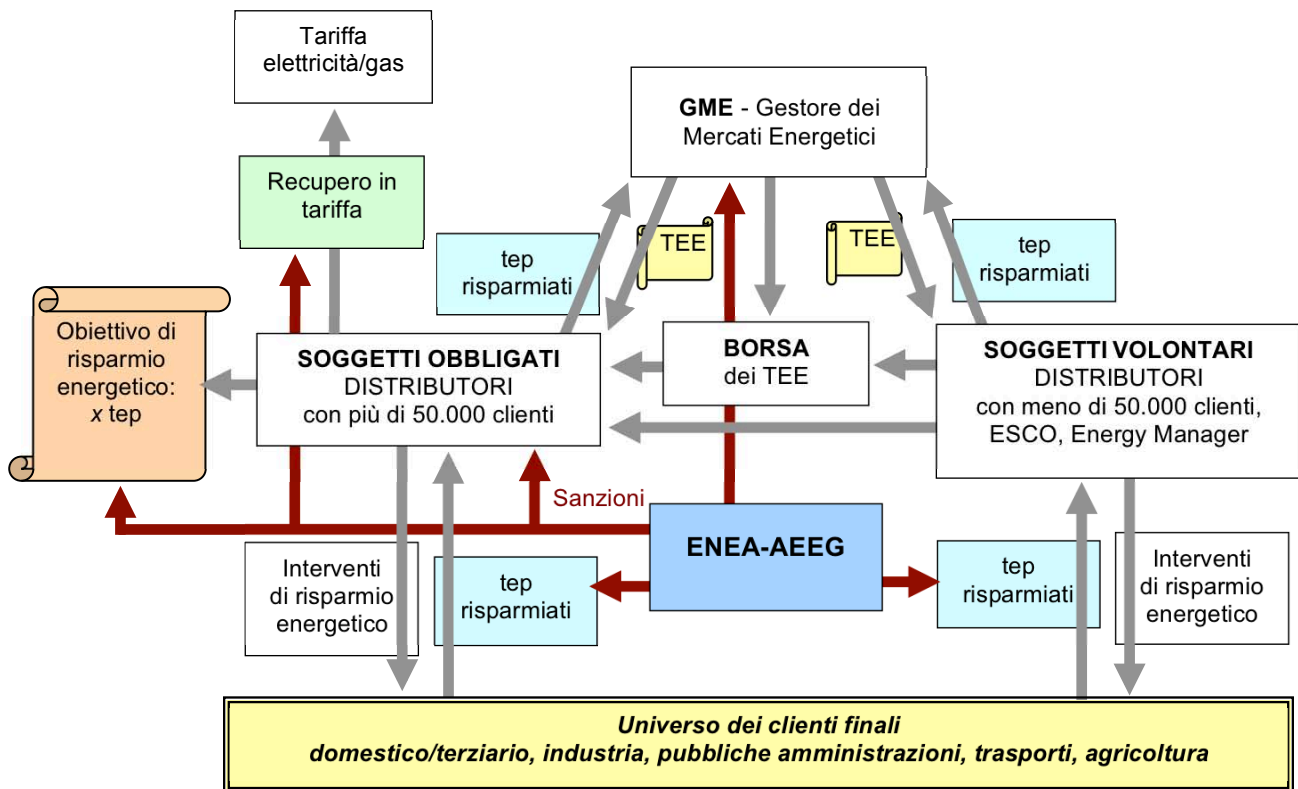 Tariffa
elettricità/gas
GME - Gestore dei
Mercati Energetici
Recupero in
tariffa
tep
risparmiati
TEE
TEE
tep
risparmiati
Obiettivo di
risparmio
energetico:
x tep
SOGGETTI OBBLIGATI
DISTRIBUTORI
con più di 50.000 clienti
BORSA
dei TEE
SOGGETTI VOLONTARI
DISTRIBUTORI
con meno di 50.000 clienti,
ESCO, Energy Manager
Sanzioni
ENEA-AEEG
Interventi
di risparmio
energetico
tep
risparmiati
tep
risparmiati
Interventi
di risparmio
energetico
Universo dei clienti finali
domestico/terziario, industria, pubbliche amministrazioni, trasporti, agricoltura